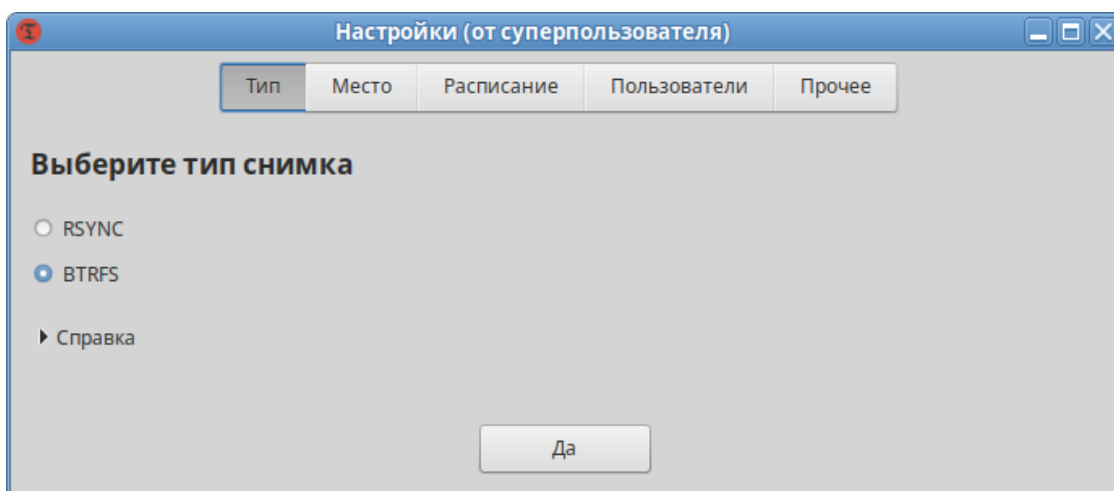 Настройки (от суперпользователя)
Тип Место Расписание Пользователи Прочее
Выберите тип снимка
RSYNC
BTRFS
Справка
Да